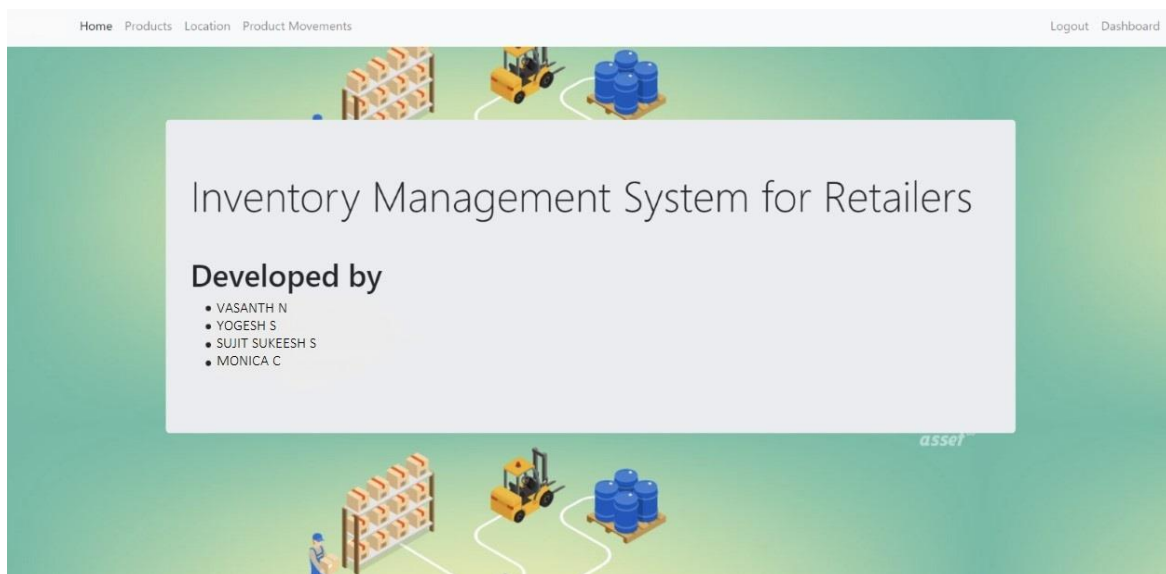 Home Products Location Product Movements Logout Dashboard
Inventory Management System for Retailers
Developed by
• VASANTH N
• YOGESH S
• SUJIT SUKEESH S
• MONICA C
asset